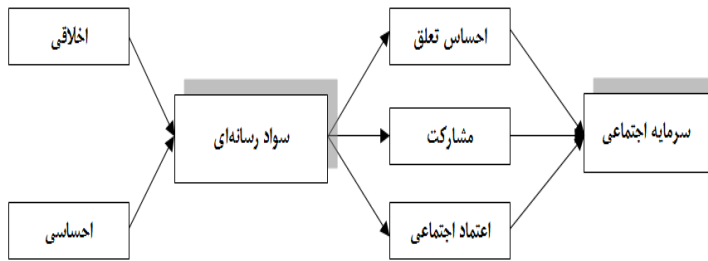 اخلاقی
احساسی
سواد رسانه‌ای
احساس تعلق
مشارکت
اعتماد اجتماعی
سرمایه اجتماعی